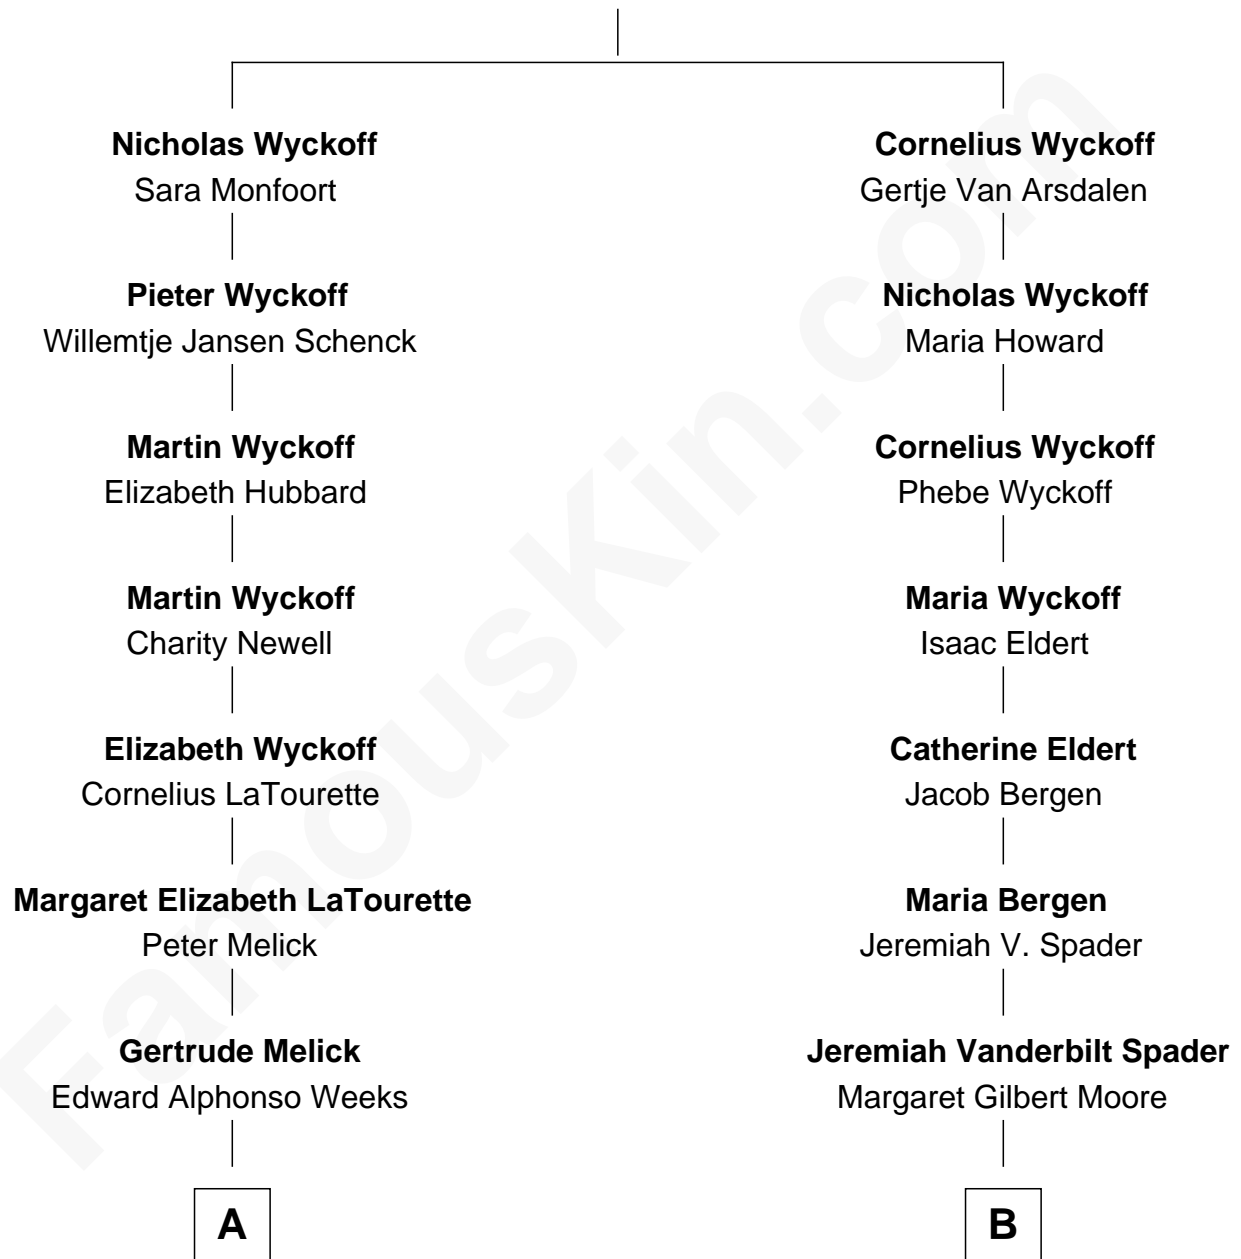 Nicholas Wyckoff
Sara Monfoort
Pieter Wyckoff
Willemtje Jansen Schenck
Martin Wyckoff
Elizabeth Hubbard
Martin Wyckoff
Charity Newell
Elizabeth Wyckoff
Cornelius LaTourette
Margaret Elizabeth LaTourette
Peter Melick
Gertrude Melick
Edward Alphonso Weeks
A
Cornelius Wyckoff
Gertje Van Arsdalen
Nicholas Wyckoff
Maria Howard
Cornelius Wyckoff
Phebe Wyckoff
Maria Wyckoff
Isaac Eldert
Catherine Eldert
Jacob Bergen
Maria Bergen
Jeremiah V. Spader
Jeremiah Vanderbilt Spader
Margaret Gilbert Moore
B
FamousKin.com